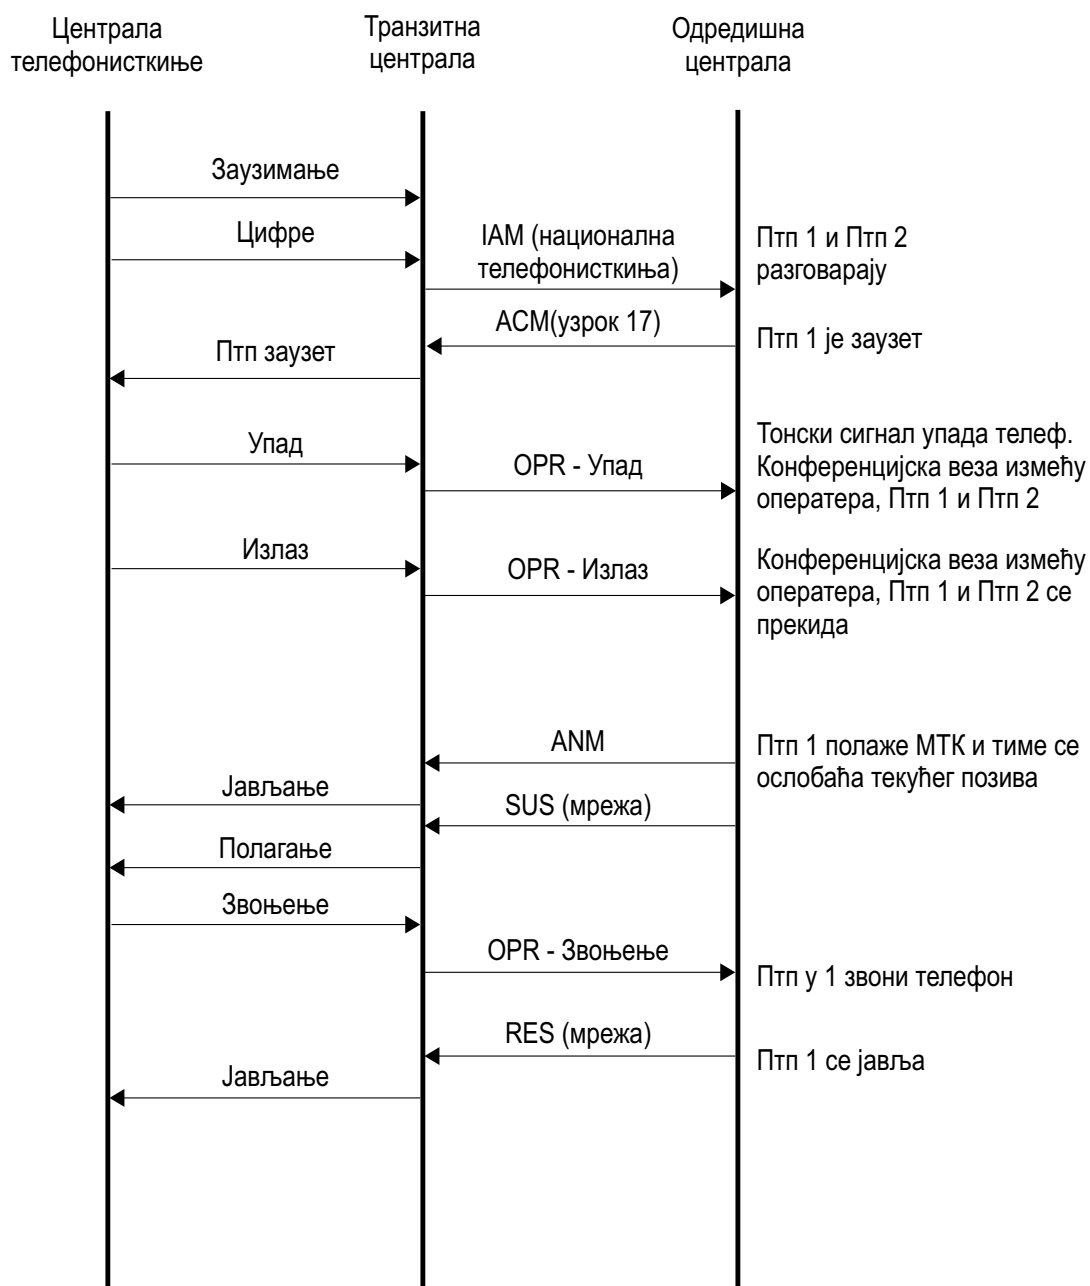 Централа
телефонисткиње
Транзитна
централа
Одредишна
централа
Заузимање
Цифре
IAM (национална
телефонисткиња)
Птп 1 и Птп 2
разговарају
ACM(узрок 17)
Птп 1 је заузет
Птп заузет
Упад
OPR - Упад
Тонски сигнал упада телеф.
Конференцијска веза између
оператера, Птп 1 и Птп 2
Излаз
OPR - Излаз
Конференцијска веза између
оператера, Птп 1 и Птп 2 се
прекида
ANM
Птп 1 полаже МТК и тиме се
ослобаћа текућег позива
Јављање
SUS (мрежа)
Полагање
Звоњење
OPR - Звоњење
Птп у 1 звони телефон
RES (мрежа)
Птп 1 се јавља
Јављање